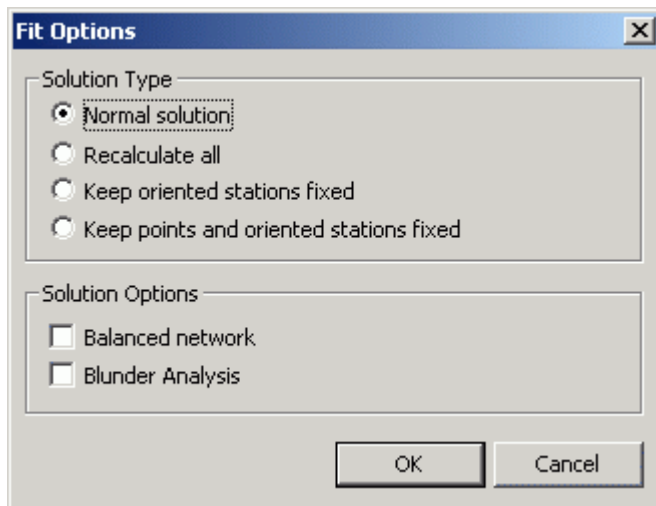 Fit Options
Solution Type
Normal solution
Recalculate all
Keep oriented stations fixed
Keep points and oriented stations fixed
Solution Options
Balanced network
Blunder Analysis
OK Cancel